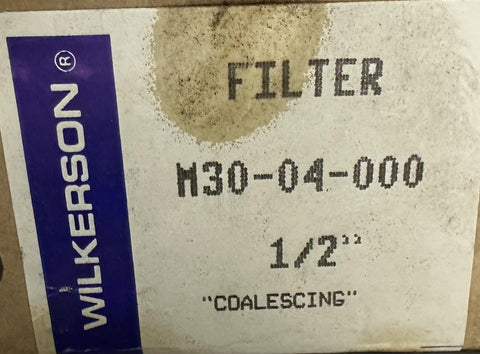 WILKERSON®
FILTER
M30-04-000
1/2"
"COALESCING"